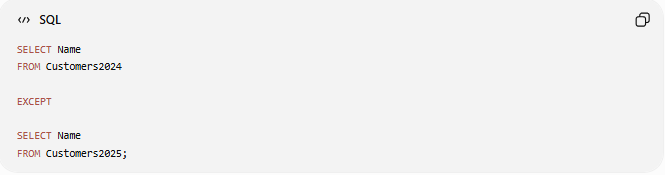 SQL
SELECT Name
FROM Customers2024
EXCEPT
SELECT Name
FROM Customers2025;